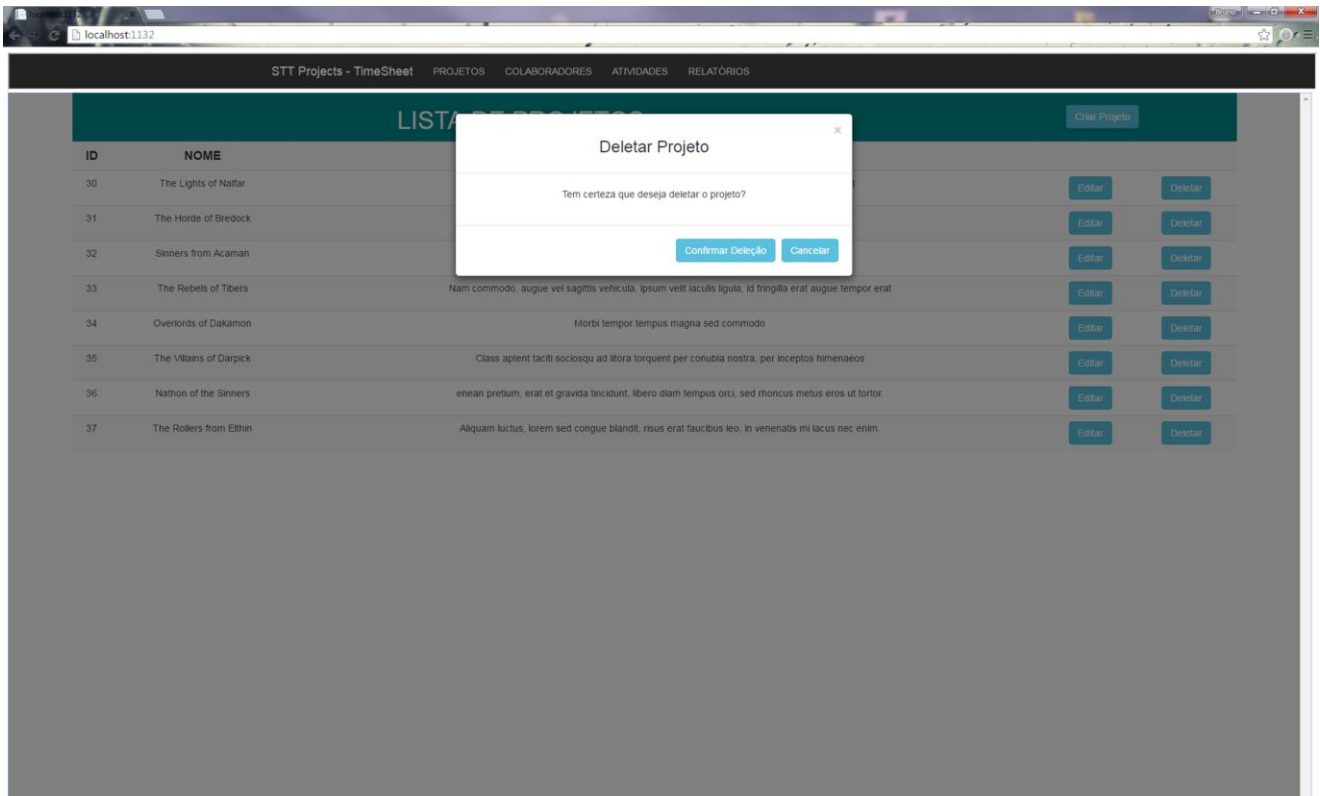 Bruno
localhost:1132
localhost:1132
STT Projects - TimeSheet PROJETOS COLABORADORES ATIVIDADES RELATÓRIOS
LISTA DE PROJETOS Criar Projeto
×
Deletar Projeto
Tem certeza que deseja deletar o projeto?
Confirmar Deleção Cancelar
ID NOME
30 The Lights of Nalfar Editar Deletar
31 The Horde of Bredock Editar Deletar
32 Sinners from Acaman Editar Deletar
33 The Rebels of Tibers Nam commodo, augue vel sagittis vehicula, ipsum velit iaculis ligula, id fringilla erat augue tempor erat Editar Deletar
34 Overlords of Dakamon Morbi tempor tempus magna sed commodo Editar Deletar
35 The Villains of Darpick Class aptent taciti sociosqu ad litora torquent per conubia nostra, per inceptos himenaeos Editar Deletar
36 Nathon of the Sinners enean pretium, erat et gravida tincidunt, libero diam tempus orci, sed rhoncus metus eros ut tortor. Editar Deletar
37 The Rollers from Elthin Aliquam luctus, lorem sed congue blandit, risus erat faucibus leo, in venenatis mi lacus nec enim. Editar Deletar